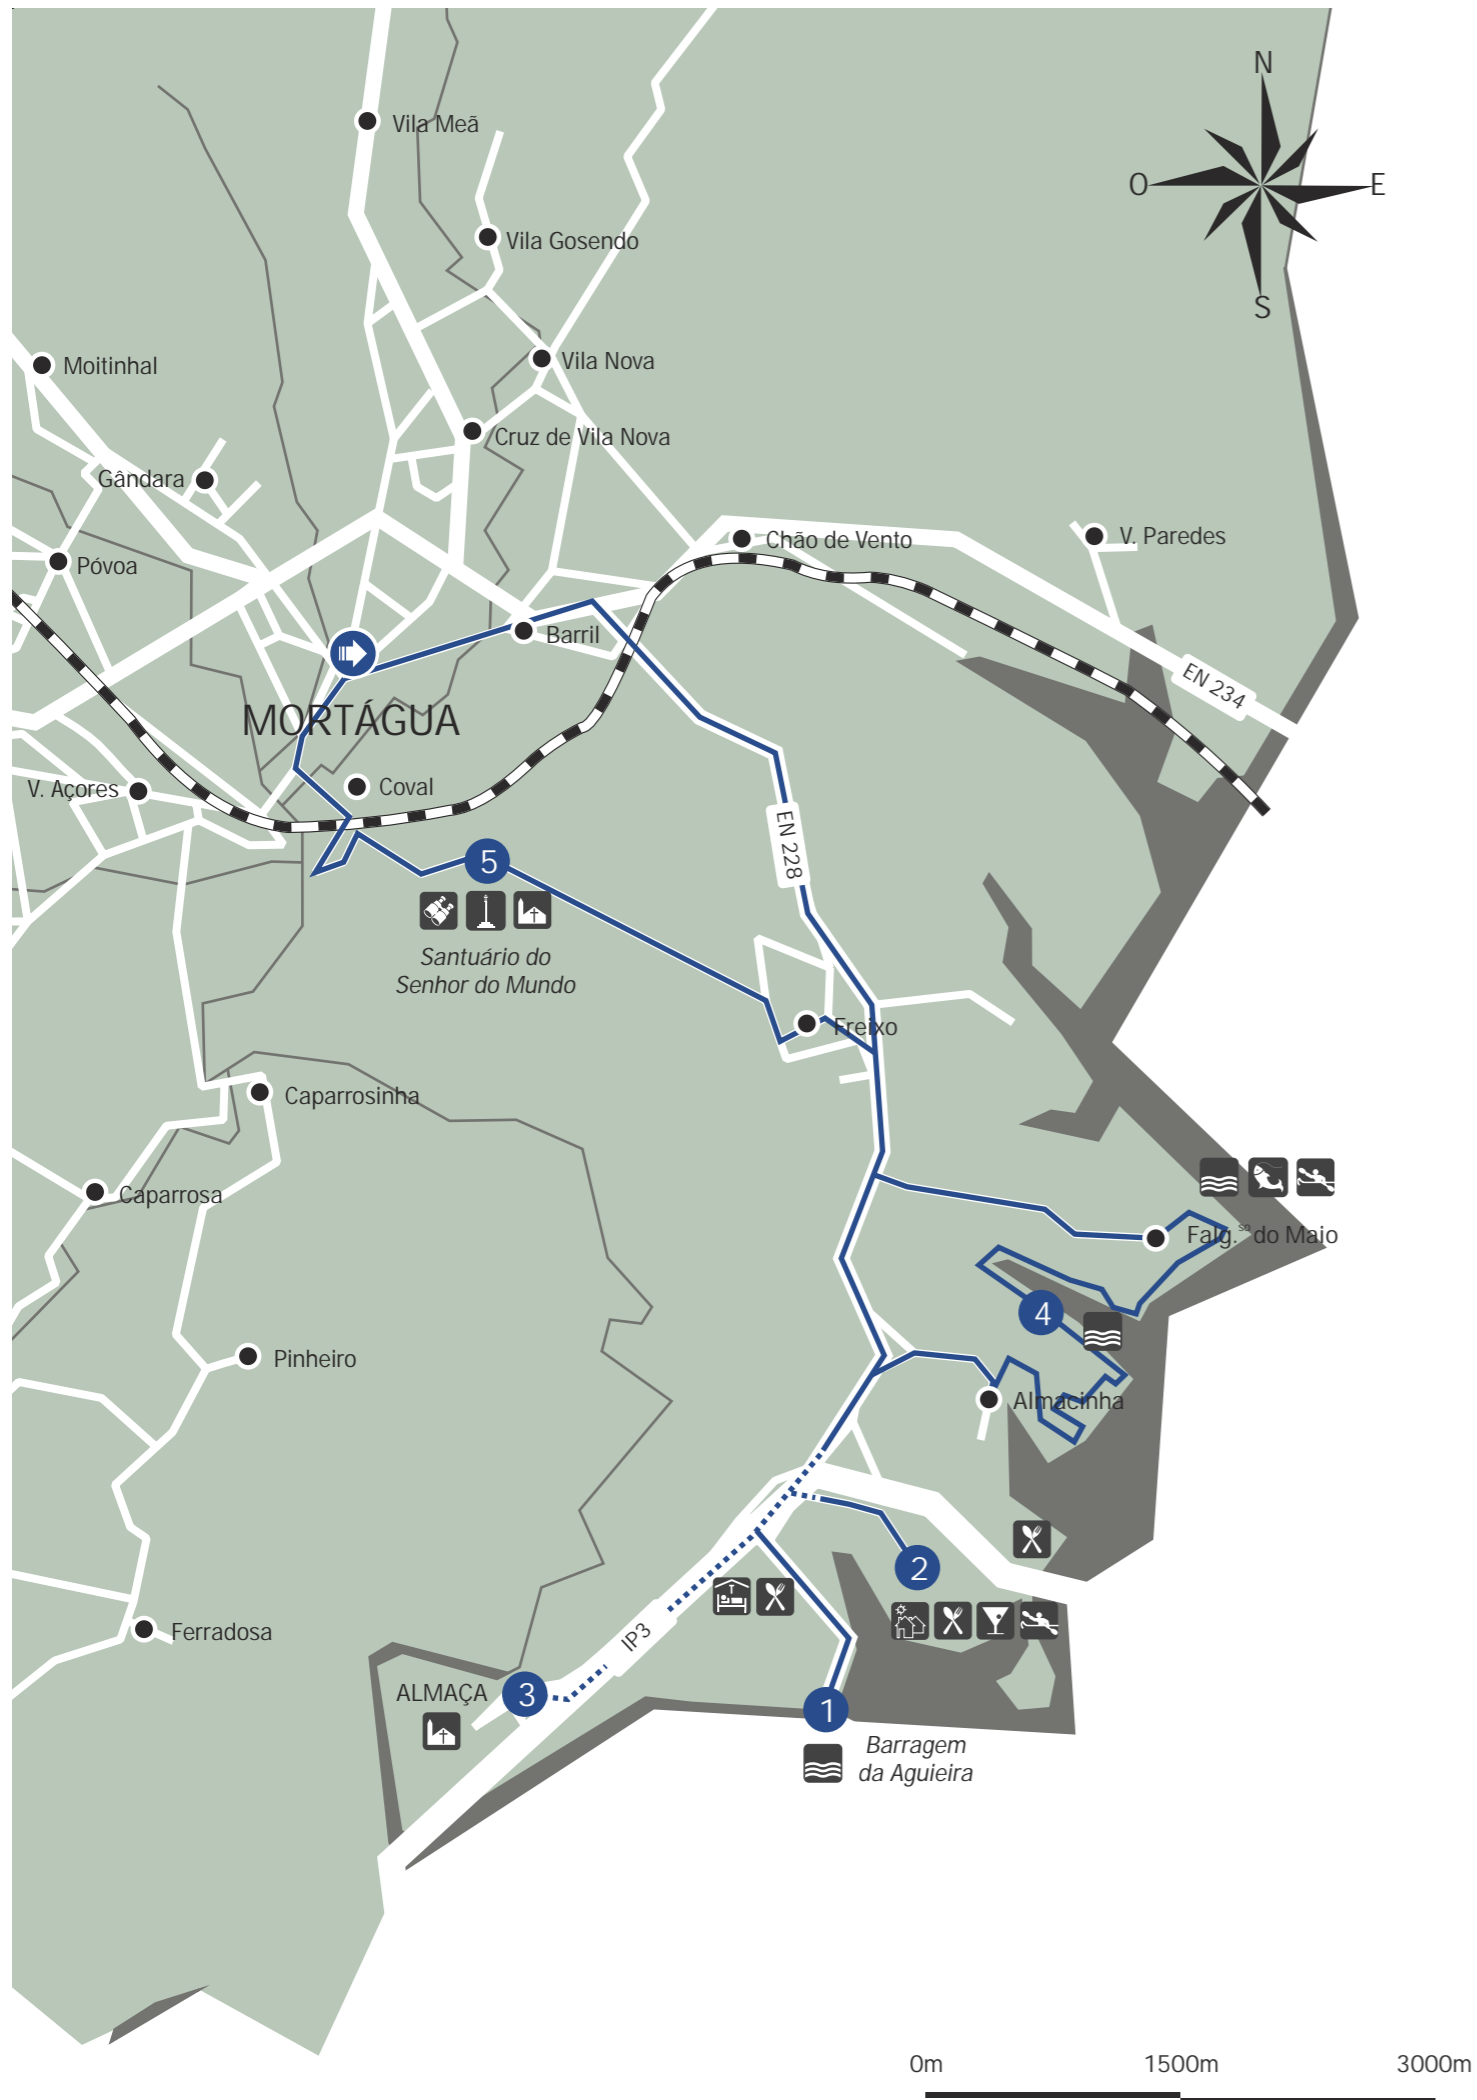 N
Vila Meã
O
E
Vila Gosendo
S
Vila Nova
Moitinhal
Cruz de Vila Nova
Gândara
Chão de Vento
V. Paredes
Póvoa
Barril
EN 234
MORTÁGUA
Coval
V. Açores
EN 228
5
Santuário do
Senhor do Mundo
Freixo
Caparrosinha
Caparrosa
Falg.so do Maio
4
Pinheiro
Almacinha
2
Ferradosa
IP3
ALMAÇA
3
1
Barragem
da Aguieira
0m
1500m
3000m